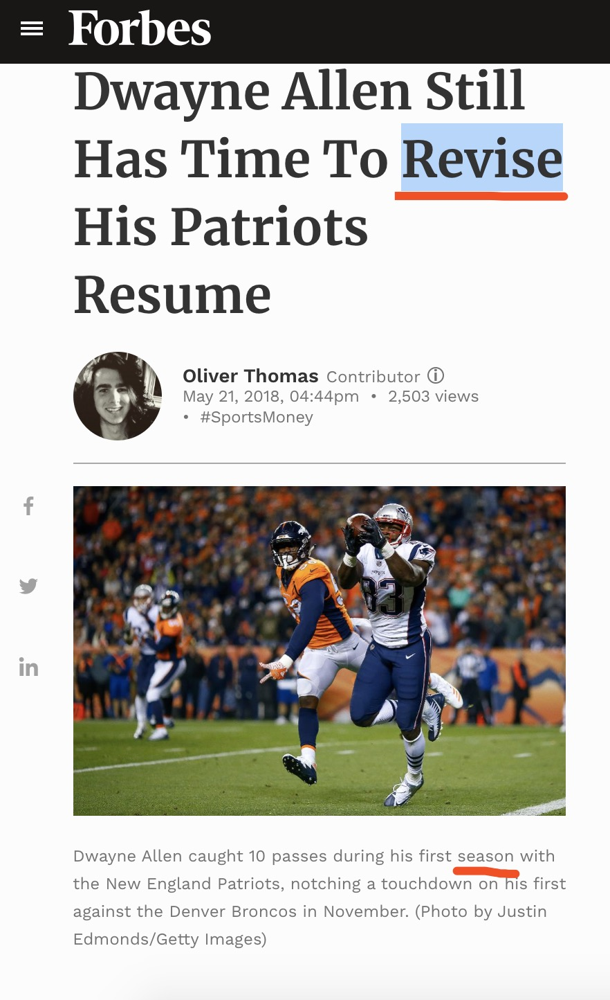 Forbes
Dwayne Allen Still
Has Time To Revise
His Patriots
Resume
Oliver Thomas Contributor
May 21, 2018, 04:44pm • 2,503 views
• #SportsMoney
83
Dwayne Allen caught 10 passes during his first season with
the New England Patriots, notching a touchdown on his first
against the Denver Broncos in November. (Photo by Justin
Edmonds/Getty Images)